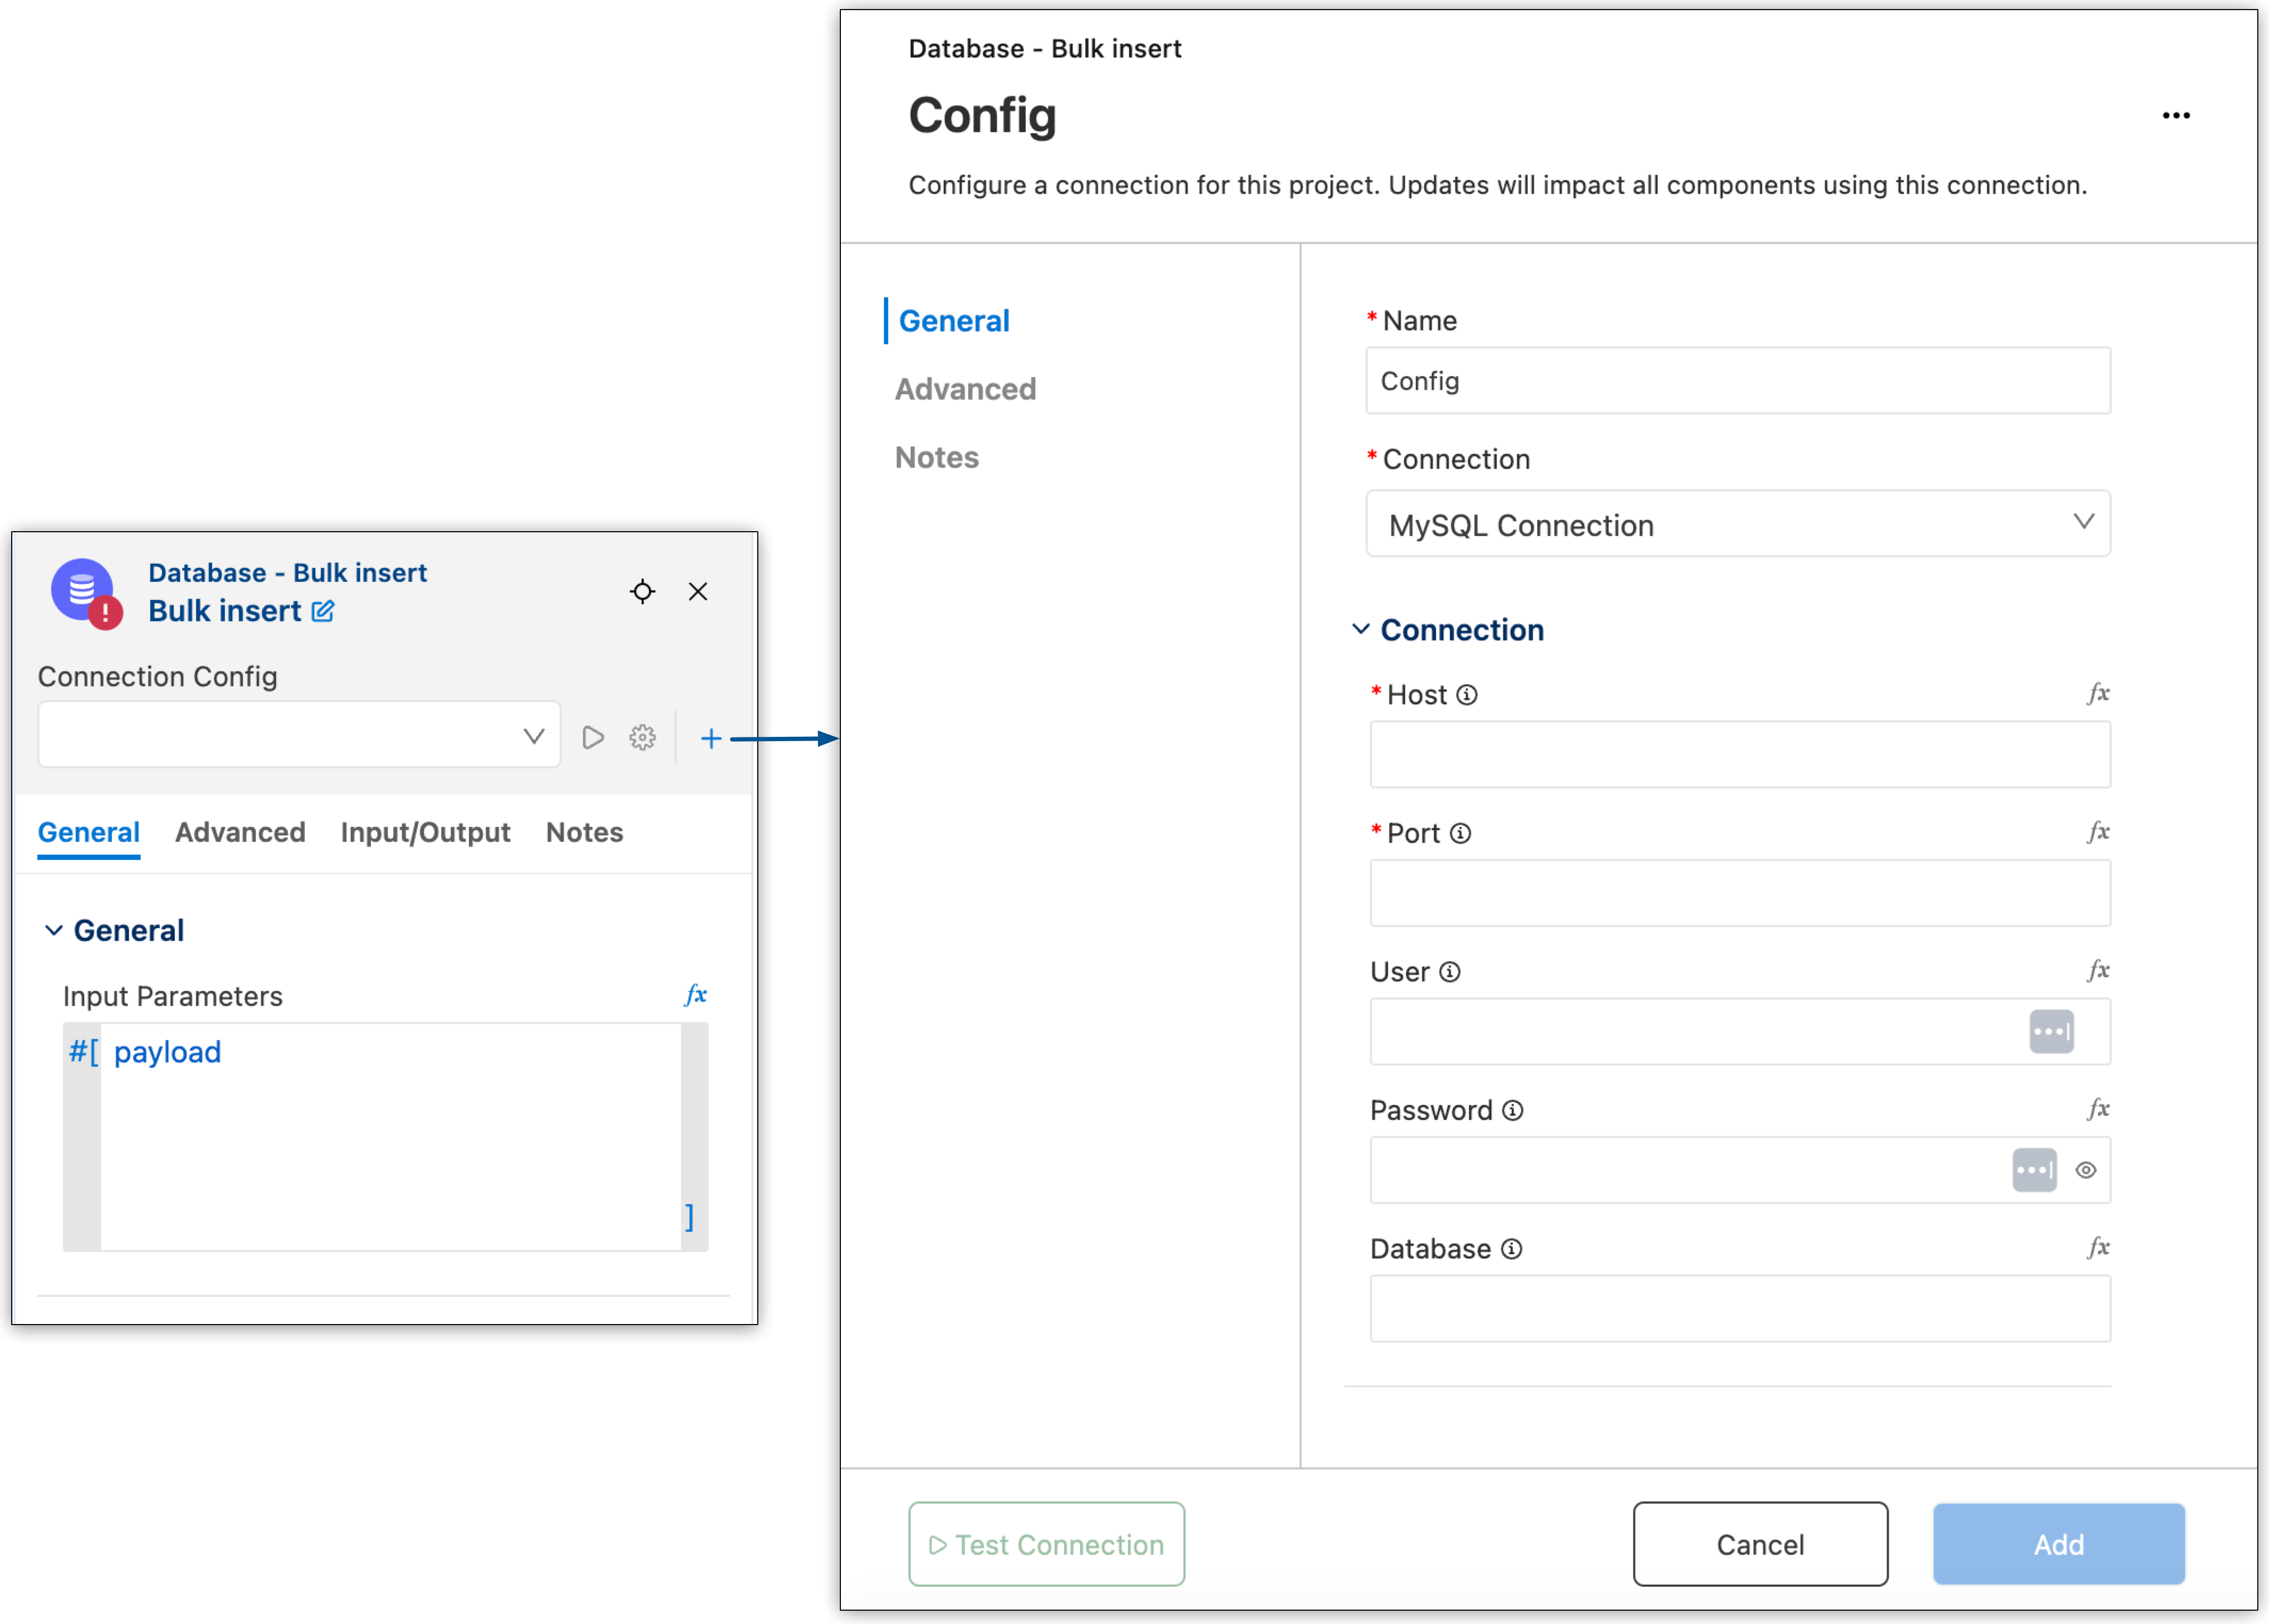 Database - Bulk insert
Bulk insert
Connection Config
General Advanced Input/Output Notes
General
Input Parameters fx
#[ payload
]
Database - Bulk insert
Config
Configure a connection for this project. Updates will impact all components using this connection.
General
Advanced
Notes
* Name
Config
* Connection
MySQL Connection
Connection
* Host fx
* Port fx
User fx
Password fx
Database fx
Test Connection
Cancel
Add